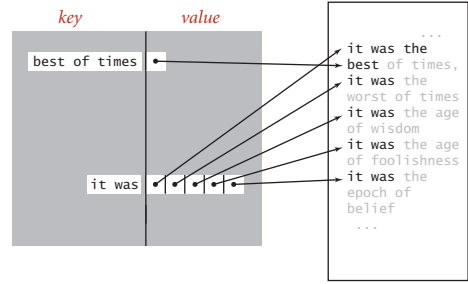 key value
best of times
it was
...
it was the
best of times,
it was the
worst of times
it was the age
of wisdom
it was the age
of foolishness
it was the
epoch of
belief
...